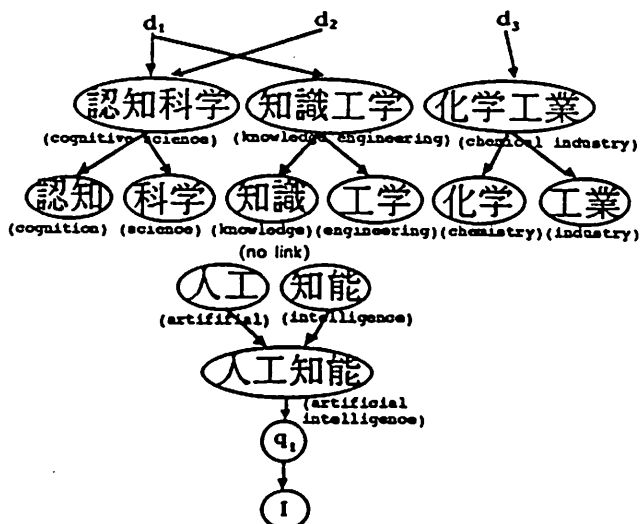 d₁ d₂ d₃
認知科学 知識工学 化学工業
(cognitive science) (knowledge engineering) (chemical industry)
認知 科学 知識 工学 化学 工業
(cognition) (science) (knowledge) (engineering) (chemistry) (industry)
(no link)
人工 知能
(artififial) (intelligence)
人工知能
(artificial
intelligence)
q₁
I